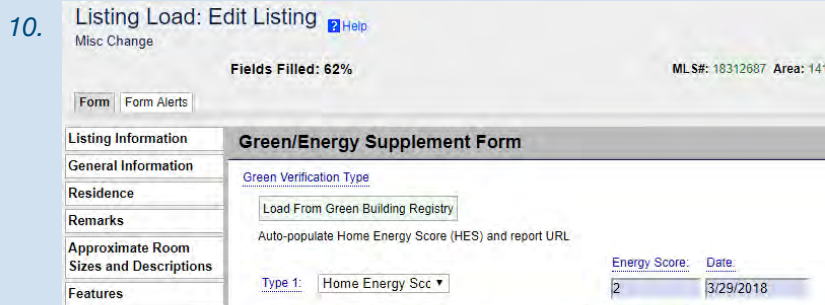 10.
Listing Load: Edit Listing ? Help
Misc Change
Fields Filled: 62% MLS#: 18312687 Area: 141
Form Form Alerts
Listing Information
General Information
Residence
Remarks
Approximate Room
Sizes and Descriptions
Features
Green/Energy Supplement Form
Green Verification Type
Load From Green Building Registry
Auto-populate Home Energy Score (HES) and report URL
Energy Score: Date:
Type 1: Home Energy Scc 2 3/29/2018